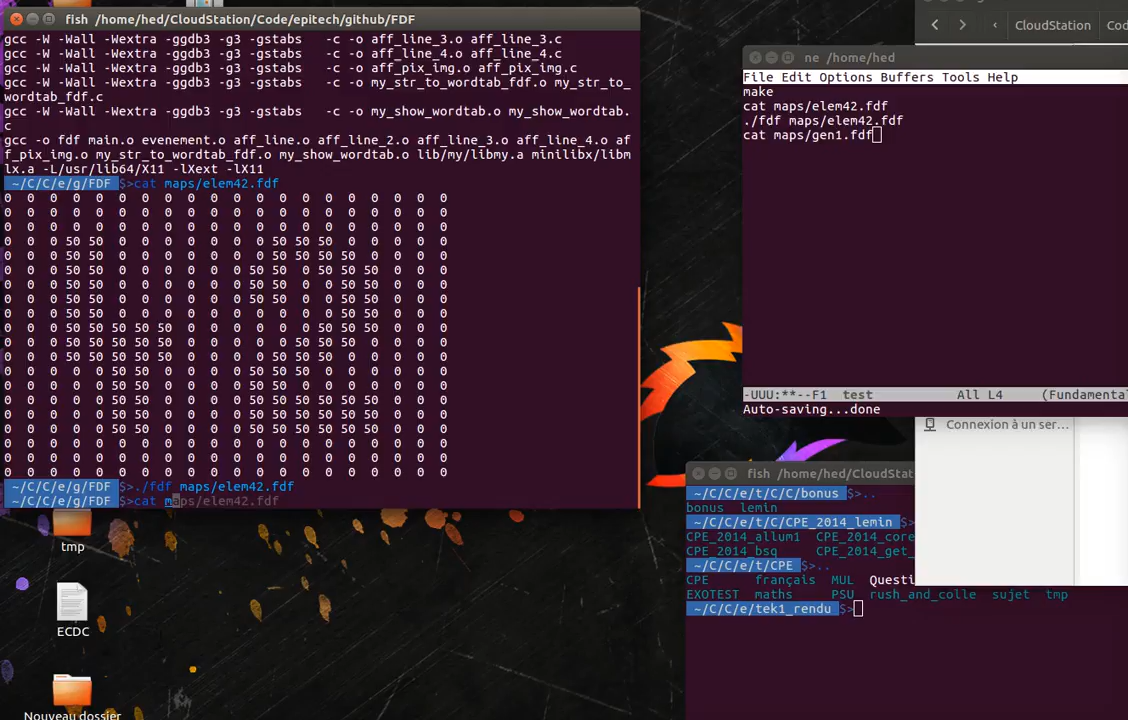 fish /home/hed/CloudStation/Code/epitech/github/FDF
gcc -W -Wall -Wextra -ggdb3 -g3 -gstabs   -c -o aff_line_3.o aff_line_3.c
gcc -W -Wall -Wextra -ggdb3 -g3 -gstabs   -c -o aff_line_4.o aff_line_4.c
gcc -W -Wall -Wextra -ggdb3 -g3 -gstabs   -c -o aff_pix_img.o aff_pix_img.c
gcc -W -Wall -Wextra -ggdb3 -g3 -gstabs   -c -o my_str_to_wordtab_fdf.o my_str_to_
wordtab_fdf.c
gcc -W -Wall -Wextra -ggdb3 -g3 -gstabs   -c -o my_show_wordtab.o my_show_wordtab.
c
gcc -o fdf main.o evenement.o aff_line.o aff_line_2.o aff_line_3.o aff_line_4.o af
f_pix_img.o my_str_to_wordtab_fdf.o my_show_wordtab.o lib/my/libmy.a minilibx/libm
lx.a -L/usr/lib64/X11 -lXext -lX11
~/C/C/e/g/FDF $>cat maps/elem42.fdf
0 0 0 0 0 0 0 0 0 0 0 0 0 0 0 0 0 0 0 0
0 0 0 0 0 0 0 0 0 0 0 0 0 0 0 0 0 0 0 0
0 0 0 0 0 0 0 0 0 0 0 0 0 0 0 0 0 0 0 0
0 0 0 50 50 0 0 0 0 0 0 0 50 50 50 0 0 0 0 0
0 0 0 50 50 0 0 0 0 0 0 0 50 50 50 50 0 0 0 0
0 0 0 50 50 0 0 0 0 0 0 50 50 0 50 50 50 0 0 0
0 0 0 50 50 0 0 0 0 0 0 50 50 0 0 50 50 0 0 0
0 0 0 50 50 0 0 0 0 0 0 50 50 0 0 50 50 0 0 0
0 0 0 50 50 0 0 0 0 0 0 0 0 0 0 50 50 0 0 0
0 0 0 50 50 50 50 50 0 0 0 0 0 0 50 50 50 0 0 0
0 0 0 50 50 50 50 50 0 0 0 0 0 50 50 50 0 0 0 0
0 0 0 50 50 50 50 50 0 0 0 0 50 50 50 0 0 0 0 0
0 0 0 0 0 50 50 0 0 0 0 50 50 50 0 0 0 0 0 0
0 0 0 0 0 50 50 0 0 0 0 50 50 0 0 0 0 0 0 0
0 0 0 0 0 50 50 0 0 0 0 50 50 50 50 50 50 0 0 0
0 0 0 0 0 50 50 0 0 0 0 50 50 50 50 50 50 0 0 0
0 0 0 0 0 50 50 0 0 0 0 50 50 50 50 50 50 0 0 0
0 0 0 0 0 0 0 0 0 0 0 0 0 0 0 0 0 0 0 0
0 0 0 0 0 0 0 0 0 0 0 0 0 0 0 0 0 0 0 0
0 0 0 0 0 0 0 0 0 0 0 0 0 0 0 0 0 0 0 0
~/C/C/e/g/FDF $>./fdf maps/elem42.fdf
~/C/C/e/g/FDF $>cat maps/elem42.fdf
tmp
ECDC
Nouveau dossier
CloudStation
ne /home/hed
File Edit Options Buffers Tools Help
make
cat maps/elem42.fdf
./fdf maps/elem42.fdf
cat maps/gen1.fdf
-UUU:**--F1  test  All L4  (Fundamenta
Auto-saving...done
Connexion à un ser...
fish /home/hed/CloudStat
~/C/C/e/t/C/C/bonus $>..
bonus  lemin
~/C/C/e/t/C/CPE_2014_lemin $>
CPE_2014_allum1  CPE_2014_core
CPE_2014_bsq  CPE_2014_get_
~/C/C/e/t/CPE $>..
CPE  français  MUL  Questi
EXOTEST  maths  PSU  rush_and_colle  sujet  tmp
~/C/C/e/tek1_rendu $>